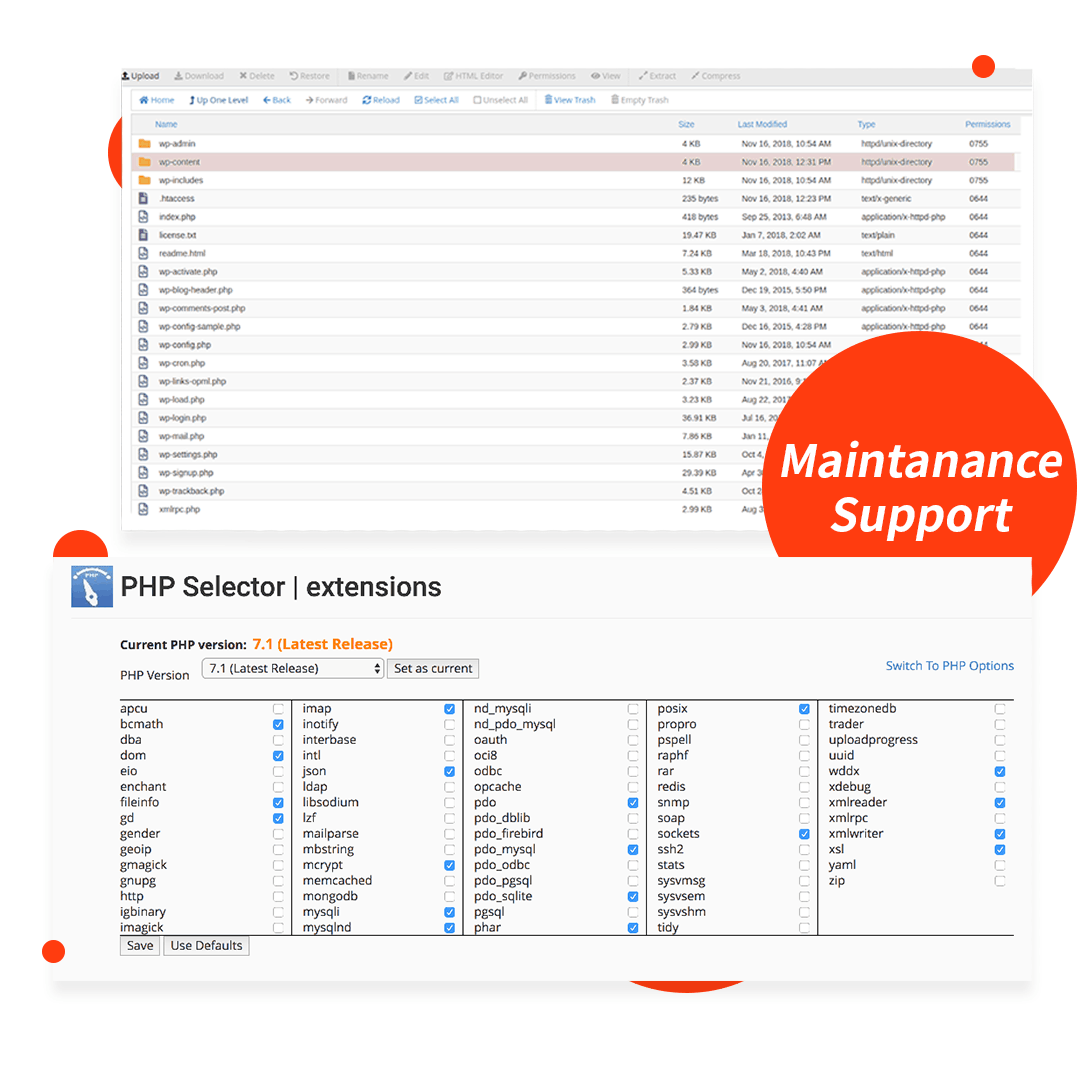 Upload Download Delete Restore Rename Edit HTML Editor Permissions View Extract Compress
Home Up One Level Back Forward Reload Select All Unselect All View Trash Empty Trash
Name Size Last Modified Type Permissions
wp-admin 4 KB Nov 16, 2018, 10:54 AM httpd/unix-directory 0755
wp-content 4 KB Nov 16, 2018, 12:31 PM httpd/unix-directory 0755
wp-includes 12 KB Nov 16, 2018, 10:54 AM httpd/unix-directory 0755
.htaccess 235 bytes Nov 16, 2018, 12:23 PM text/x-generic 0644
index.php 418 bytes Sep 25, 2013, 6:48 AM application/x-httpd-php 0644
license.txt 19.47 KB Jan 7, 2018, 2:02 AM text/plain 0644
readme.html 7.24 KB Mar 18, 2018, 10:43 PM text/html 0644
wp-activate.php 5.33 KB May 2, 2018, 4:40 AM application/x-httpd-php 0644
wp-blog-header.php 364 bytes Dec 19, 2015, 5:50 PM application/x-httpd-php 0644
wp-comments-post.php 1.84 KB May 3, 2018, 4:41 AM application/x-httpd-php 0644
wp-config-sample.php 2.79 KB Dec 16, 2015, 4:28 PM application/x-httpd-php 0644
wp-config.php 2.99 KB Nov 16, 2018, 10:54 AM
wp-cron.php 3.58 KB Aug 20, 2017, 11:07
wp-links-opml.php 2.37 KB Nov 21, 2016,
wp-load.php 3.23 KB Aug 22,
wp-login.php 36.91 KB Jul 16,
wp-mail.php 7.86 KB Jan 11,
wp-settings.php 15.87 KB Oct 4,
wp-signup.php 29.39 KB Apr
wp-trackback.php 4.51 KB Oct
xmlrpc.php 2.99 KB Aug
Maintanance
Support
PHP Selector | extensions
Current PHP version: 7.1 (Latest Release)
PHP Version 7.1 (Latest Release) Set as current Switch To PHP Options
apcu imap nd_mysqli posix timezonedb
bcmath inotify nd_pdo_mysql propro trader
dba interbase oauth pspell uploadprogress
dom intl oci8 raphf uuid
eio json odbc rar wddx
enchant ldap opcache redis xdebug
fileinfo libsodium pdo snmp xmlreader
gd lzf pdo_dblib soap xmlrpc
gender mailparse pdo_firebird sockets xmlwriter
geoip mbstring pdo_mysql ssh2 xsl
gmagick mcrypt pdo_odbc stats yaml
gnupg memcached pdo_pgsql sysvmsg zip
http mongodb pdo_sqlite sysvsem
igbinary mysqli pgsql sysvshm
imagick mysqlnd phar tidy
Save Use Defaults